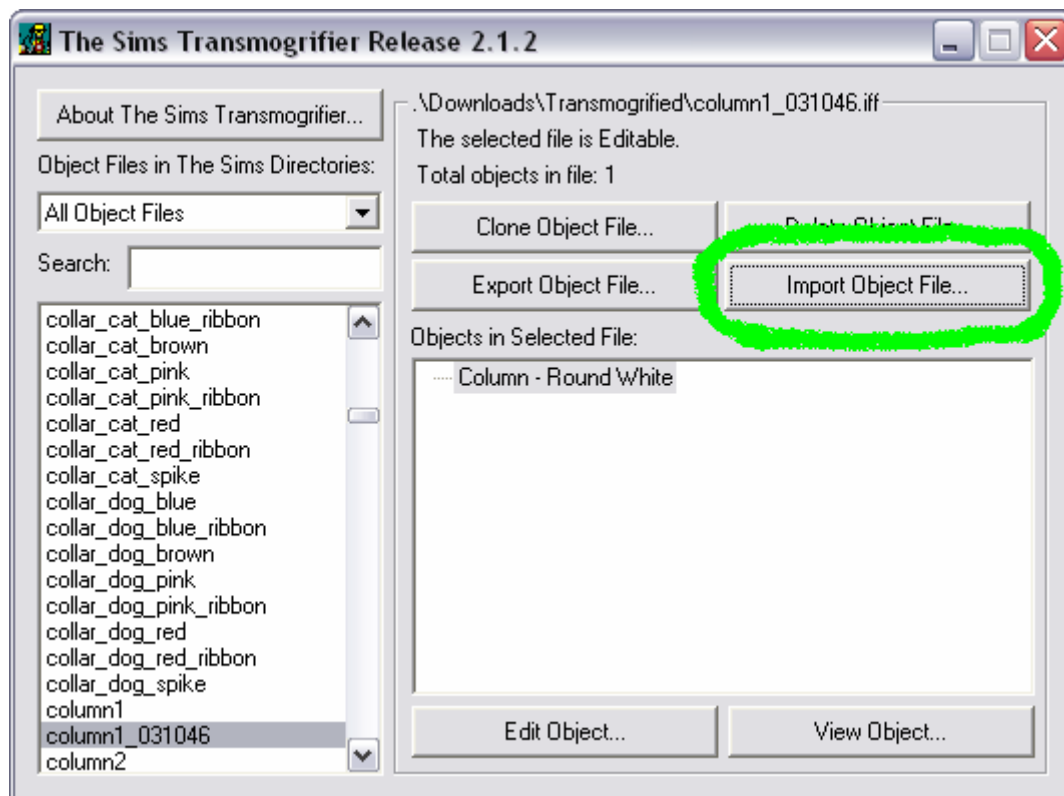 The Sims Transmogrifier Release 2.1.2
About The Sims Transmogrifier...
Object Files in The Sims Directories:
All Object Files
Search:
collar_cat_blue_ribbon
collar_cat_brown
collar_cat_pink
collar_cat_pink_ribbon
collar_cat_red
collar_cat_red_ribbon
collar_cat_spike
collar_dog_blue
collar_dog_blue_ribbon
collar_dog_brown
collar_dog_pink
collar_dog_pink_ribbon
collar_dog_red
collar_dog_red_ribbon
collar_dog_spike
column1
column1_031046
column2
.\Downloads\Transmogrified\column1_031046.iff
The selected file is Editable.
Total objects in file: 1
Clone Object File...
Delete Object File...
Export Object File...
Import Object File...
Objects in Selected File:
Column - Round White
Edit Object...
View Object...